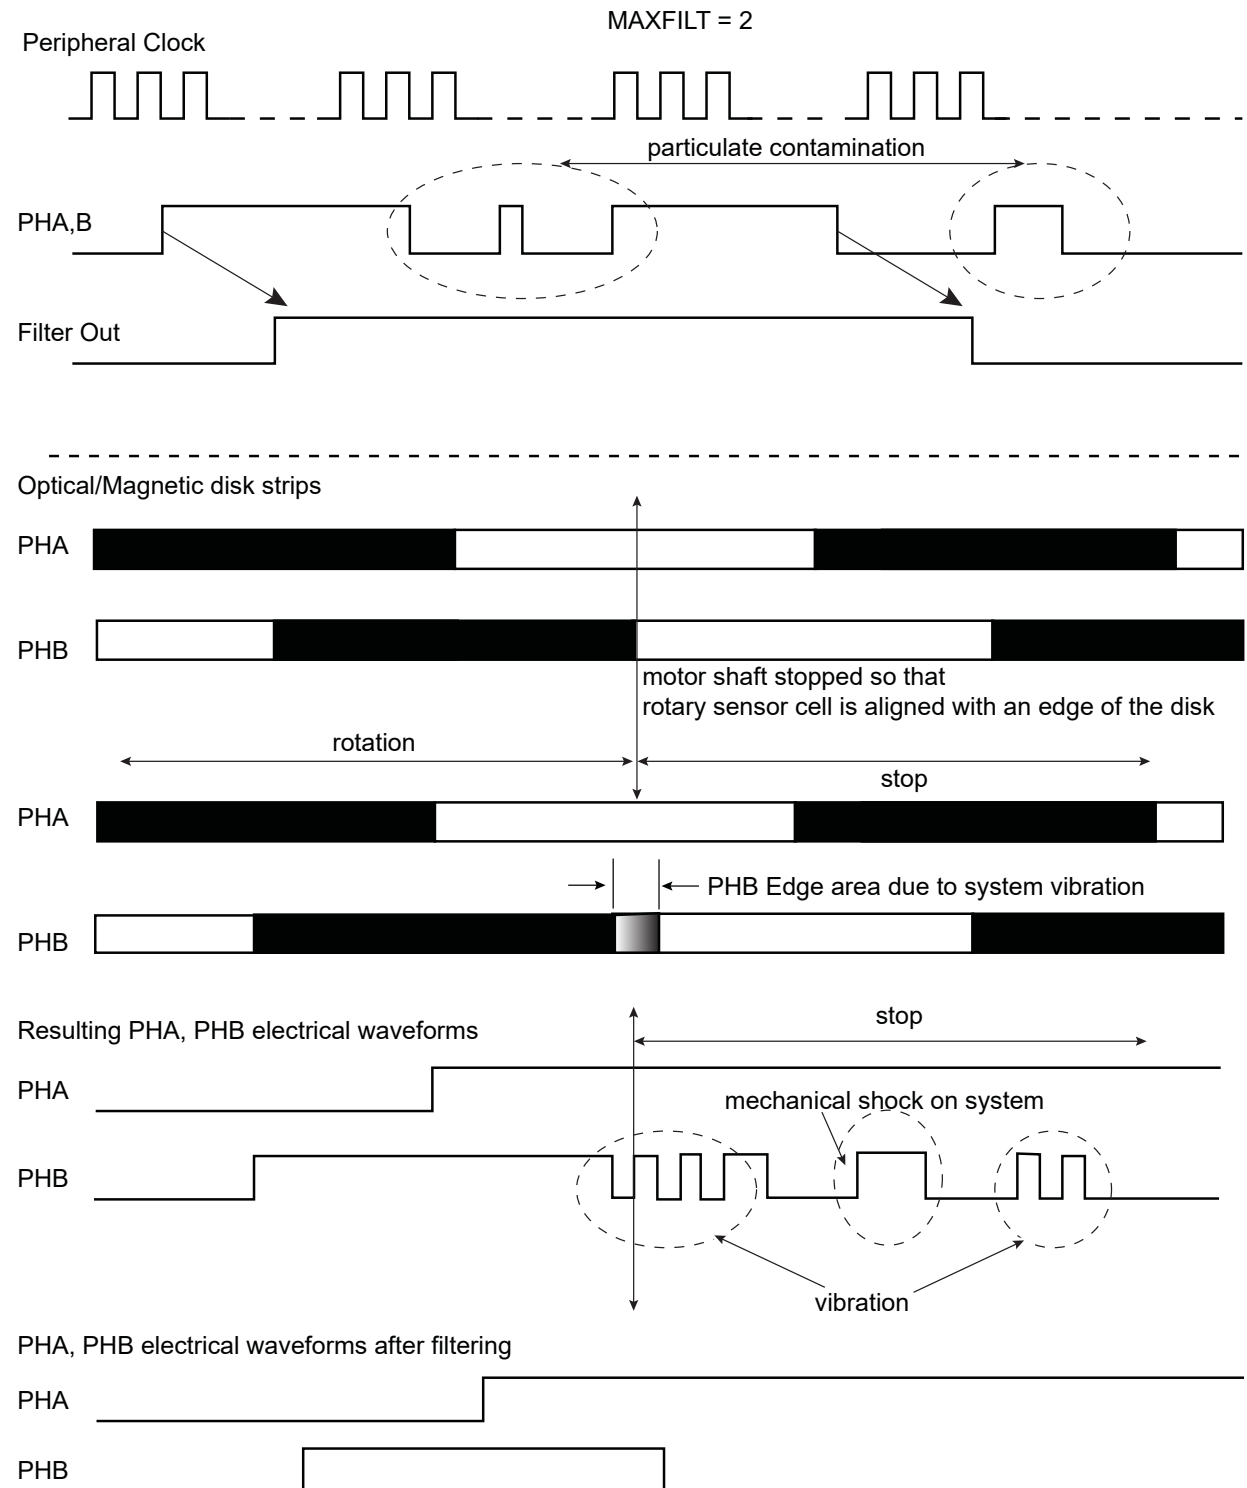 MAXFILT = 2
Peripheral Clock
particulate contamination
PHA,B
Filter Out
Optical/Magnetic disk strips
PHA
PHB
motor shaft stopped so that
rotary sensor cell is aligned with an edge of the disk
rotation
stop
PHA
PHB Edge area due to system vibration
PHB
stop
Resulting PHA, PHB electrical waveforms
PHA
mechanical shock on system
PHB
vibration
PHA, PHB electrical waveforms after filtering
PHA
PHB